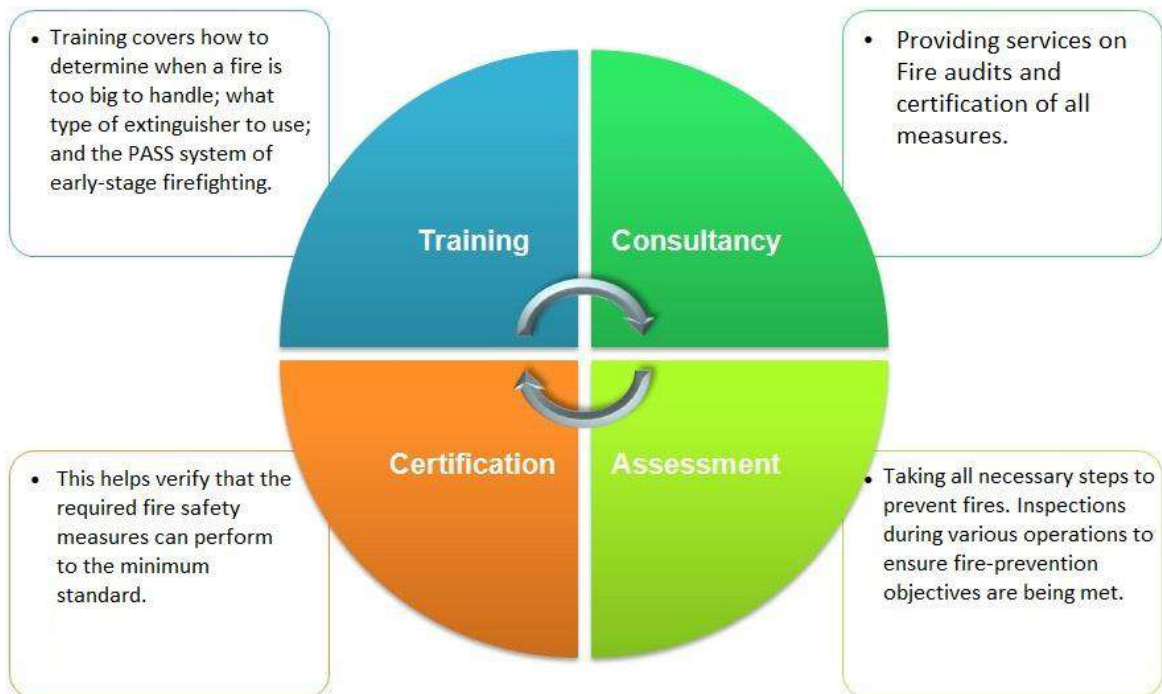 • Training covers how to
determine when a fire is
too big to handle; what
type of extinguisher to use;
and the PASS system of
early-stage firefighting.
• Providing services on
Fire audits and
certification of all
measures.
Training
Consultancy
Certification
Assessment
• This helps verify that the
required fire safety
measures can perform
to the minimum
standard.
• Taking all necessary steps to
prevent fires. Inspections
during various operations to
ensure fire-prevention
objectives are being met.